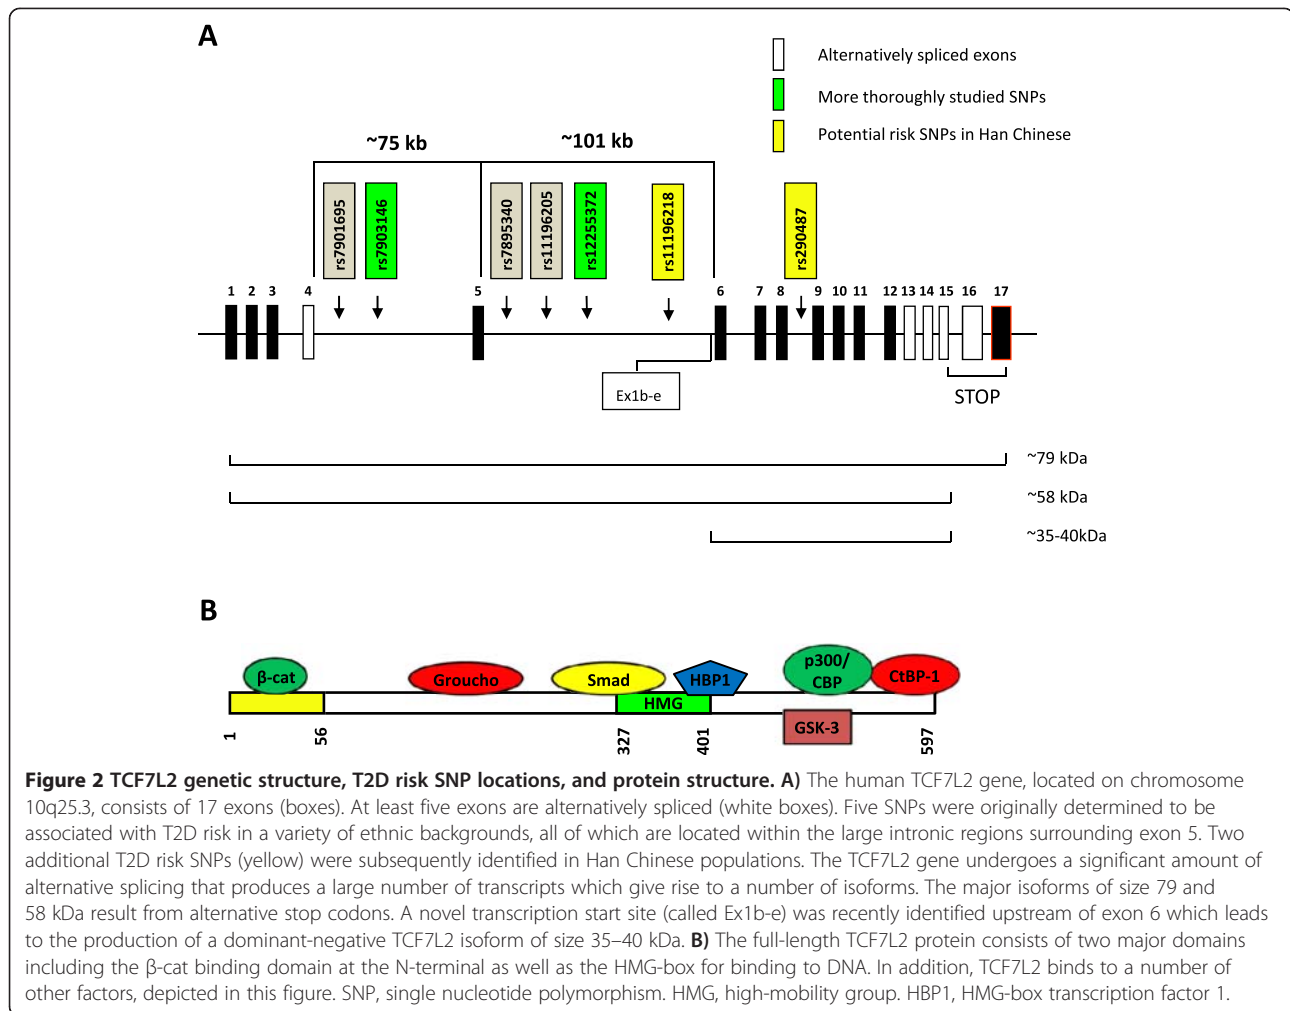 A
Alternatively spliced exons
More thoroughly studied SNPs
Potential risk SNPs in Han Chinese
~75 kb
~101 kb
rs7901695
rs7903146
rs7895340
rs11196205
rs12255372
rs11196218
rs290487
1 2 3 4 5 6 7 8 9 10 11 12 13 14 15 16 17
Ex1b-e
STOP
~79 kDa
~58 kDa
~35-40kDa
B
β-cat
Groucho
Smad
HBP1
p300/
CBP
CtBP-1
HMG
GSK-3
1
56
327
401
597
Figure 2 TCF7L2 genetic structure, T2D risk SNP locations, and protein structure. A) The human TCF7L2 gene, located on chromosome
10q25.3, consists of 17 exons (boxes). At least five exons are alternatively spliced (white boxes). Five SNPs were originally determined to be
associated with T2D risk in a variety of ethnic backgrounds, all of which are located within the large intronic regions surrounding exon 5. Two
additional T2D risk SNPs (yellow) were subsequently identified in Han Chinese populations. The TCF7L2 gene undergoes a significant amount of
alternative splicing that produces a large number of transcripts which give rise to a number of isoforms. The major isoforms of size 79 and
58 kDa result from alternative stop codons. A novel transcription start site (called Ex1b-e) was recently identified upstream of exon 6 which leads
to the production of a dominant-negative TCF7L2 isoform of size 35–40 kDa. B) The full-length TCF7L2 protein consists of two major domains
including the β-cat binding domain at the N-terminal as well as the HMG-box for binding to DNA. In addition, TCF7L2 binds to a number of
other factors, depicted in this figure. SNP, single nucleotide polymorphism. HMG, high-mobility group. HBP1, HMG-box transcription factor 1.